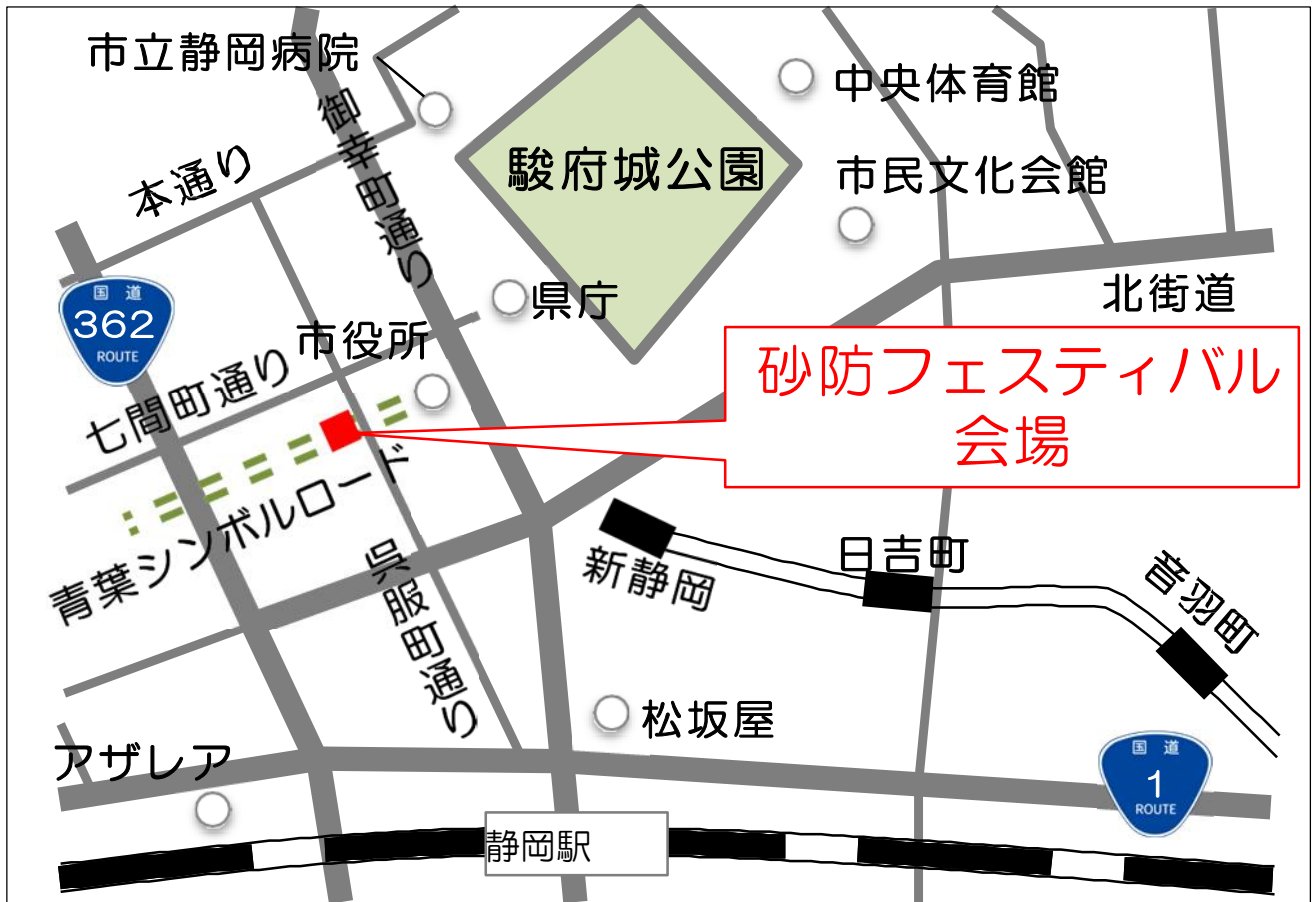 市立静岡病院
御幸町通り
中央体育館
駿府城公園
本通り
市民文化会館
国道
362
ROUTE
県庁
北街道
市役所
砂防フェスティバル
会場
七間町通り
青葉シンボルロード
呉服町通り
新静岡
日吉町
音羽町
松坂屋
アザレア
国道
1
ROUTE
静岡駅